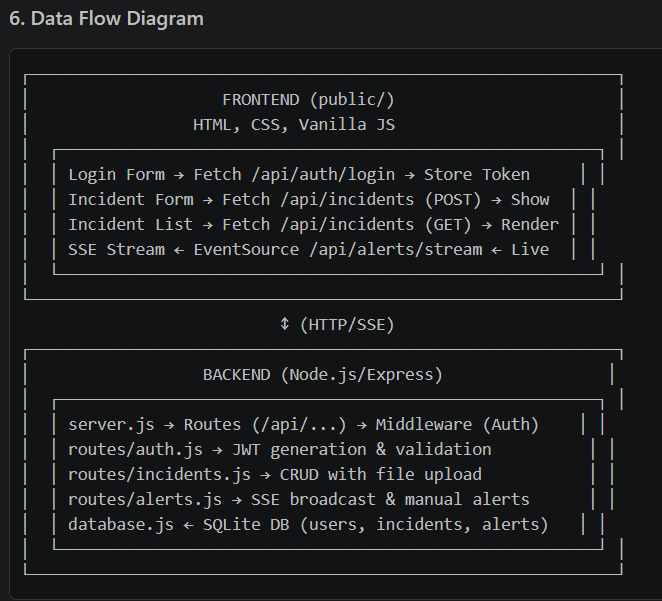 6. Data Flow Diagram
FRONTEND (public/)
HTML, CSS, Vanilla JS
Login Form → Fetch /api/auth/login → Store Token
Incident Form → Fetch /api/incidents (POST) → Show
Incident List → Fetch /api/incidents (GET) → Render
SSE Stream ← EventSource /api/alerts/stream ← Live
↕ (HTTP/SSE)
BACKEND (Node.js/Express)
server.js → Routes (/api/...) → Middleware (Auth)
routes/auth.js → JWT generation & validation
routes/incidents.js → CRUD with file upload
routes/alerts.js → SSE broadcast & manual alerts
database.js ← SQLite DB (users, incidents, alerts)